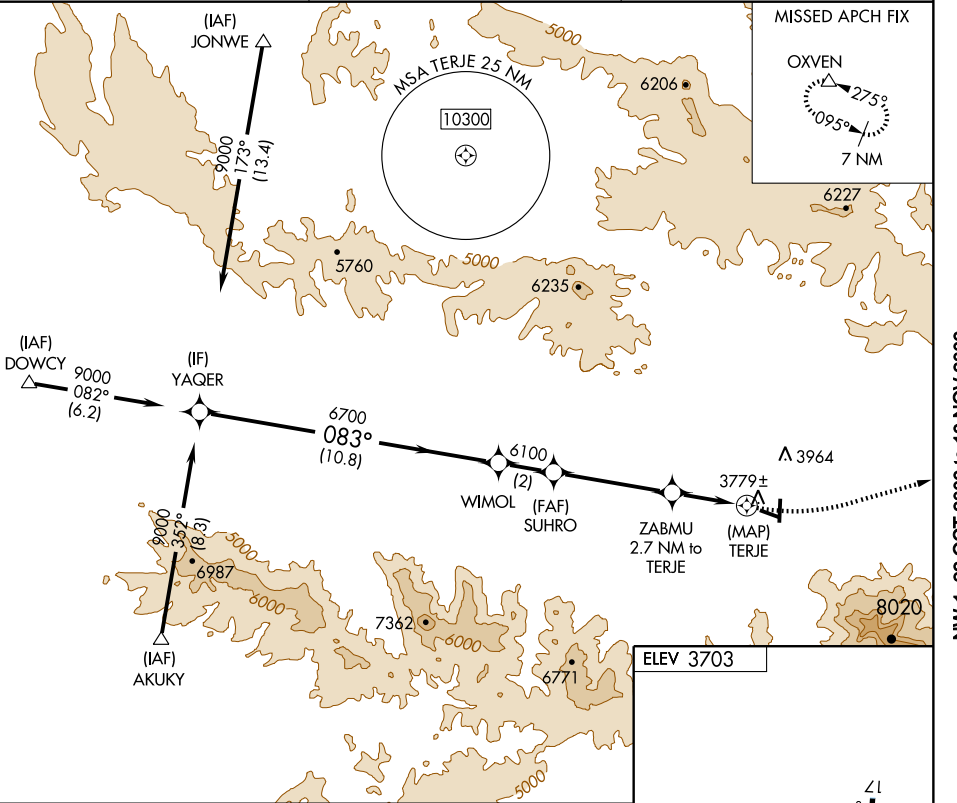 (IAF)
JONWE
9000
173°
(13.4)
MSA TERJE 25 NM
10300
5000
6206
MISSED APCH FIX
OXVEN
275°
095°
7 NM
6227
5760
5000
6235
(IAF)
DOWCY
9000
082°
(6.2)
(IF)
YAQER
6700
083°
(10.8)
6100
(2)
WIMOL
(FAF)
SUHRO
ZABMU
2.7 NM to
TERJE
3964
3779±
(MAP)
TERJE
9000
352°
(8.3)
5000
6987
6000
(IAF)
AKUKY
7362
6000
6771
8020
ELEV 3703
5000
17